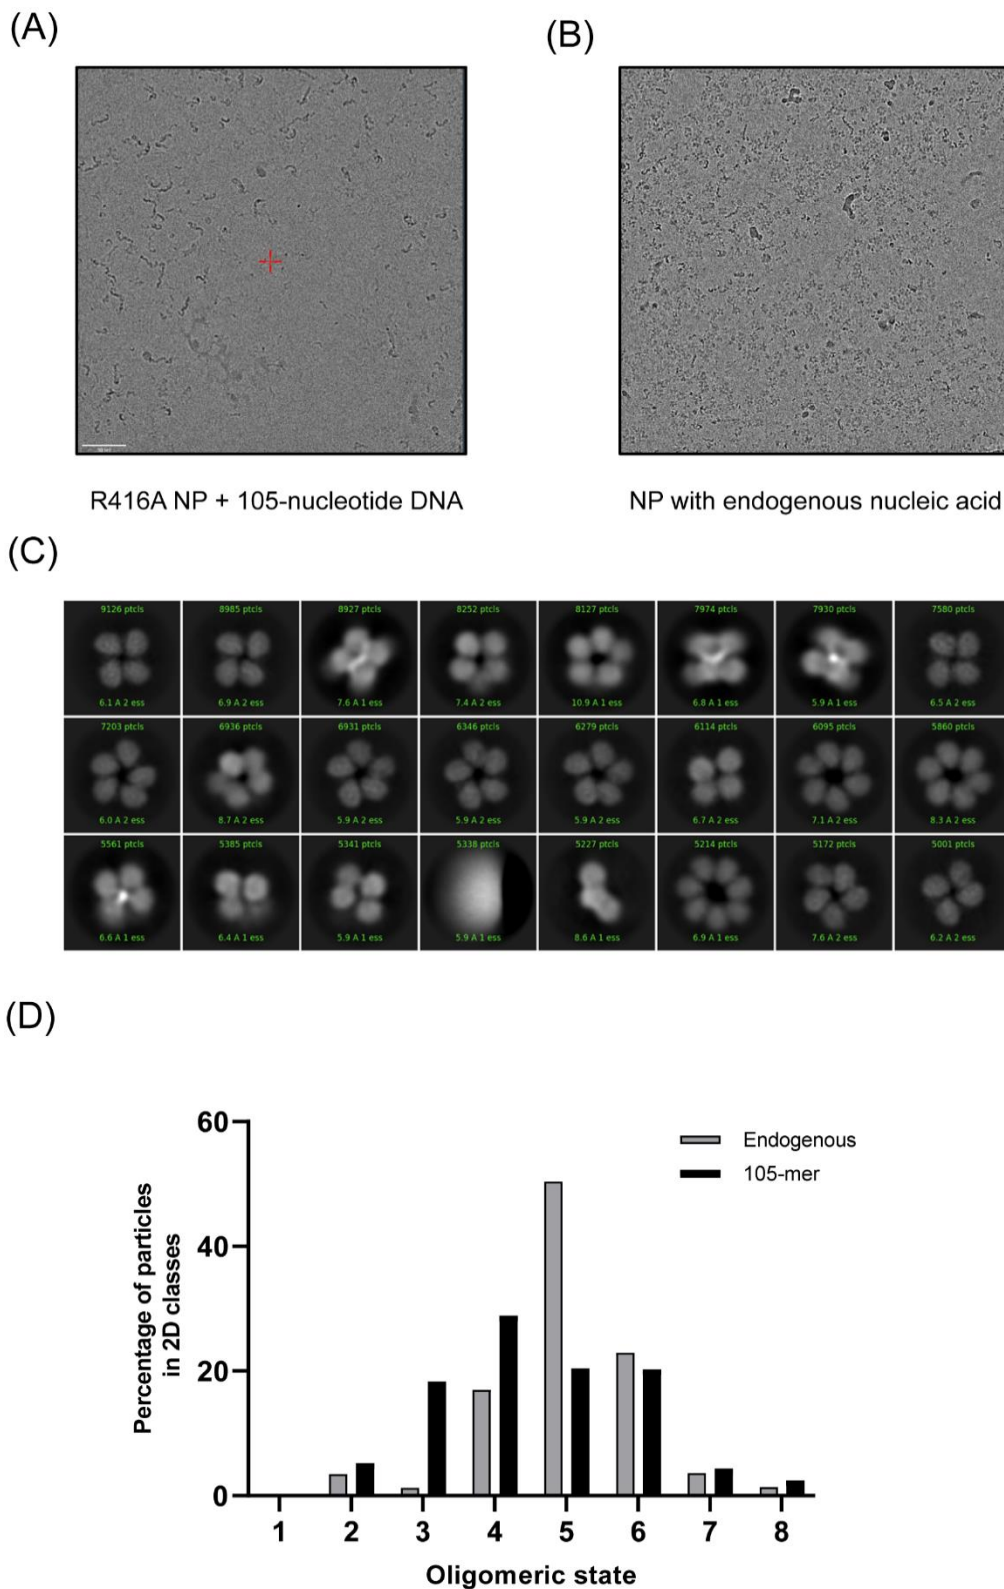 (A)
(B)
R416A NP + 105-nucleotide DNA
NP with endogenous nucleic acid
(C)
9126 ptcls
8985 ptcls
8927 ptcls
8252 ptcls
8127 ptcls
7974 ptcls
7930 ptcls
7580 ptcls
6.1 A 2 ess
6.9 A 2 ess
7.6 A 1 ess
7.4 A 2 ess
10.9 A 1 ess
6.8 A 1 ess
5.9 A 1 ess
6.5 A 2 ess
7203 ptcls
6936 ptcls
6931 ptcls
6346 ptcls
6279 ptcls
6114 ptcls
6095 ptcls
5860 ptcls
6.0 A 2 ess
8.7 A 2 ess
5.9 A 2 ess
5.9 A 2 ess
5.9 A 2 ess
6.7 A 2 ess
7.1 A 2 ess
8.3 A 2 ess
5561 ptcls
5385 ptcls
5341 ptcls
5338 ptcls
5227 ptcls
5214 ptcls
5172 ptcls
5001 ptcls
6.6 A 1 ess
6.4 A 1 ess
5.9 A 1 ess
5.9 A 1 ess
8.6 A 1 ess
6.9 A 1 ess
7.6 A 2 ess
6.2 A 2 ess
(D)
60
40
20
0
Percentage of particles
in 2D classes
Endogenous
105-mer
1 2 3 4 5 6 7 8
Oligomeric state